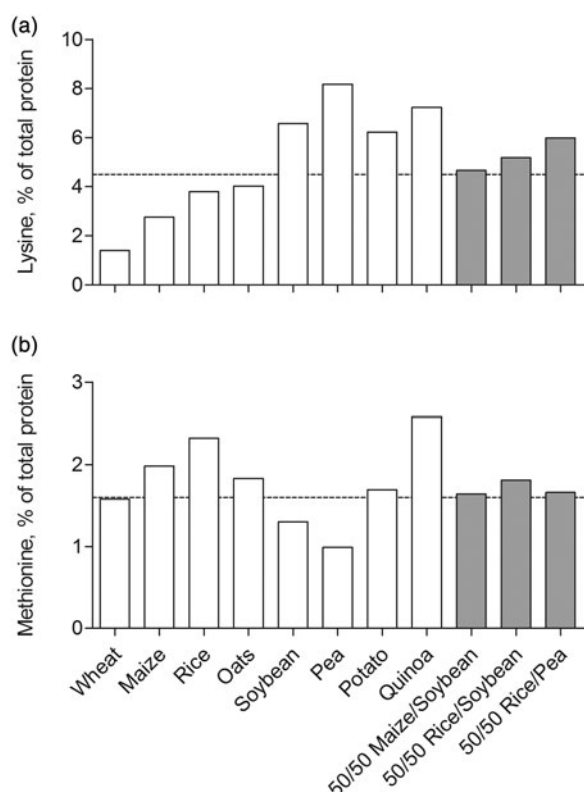 (a)
Lysine, % of total protein
10
8
6
4
2
0
(b)
Methionine, % of total protein
3
2
1
0
Wheat
Maize
Rice
Oats
Soybean
Pea
Potato
Quinoa
50/50 Maize/Soybean
50/50 Rice/Soybean
50/50 Rice/Pea